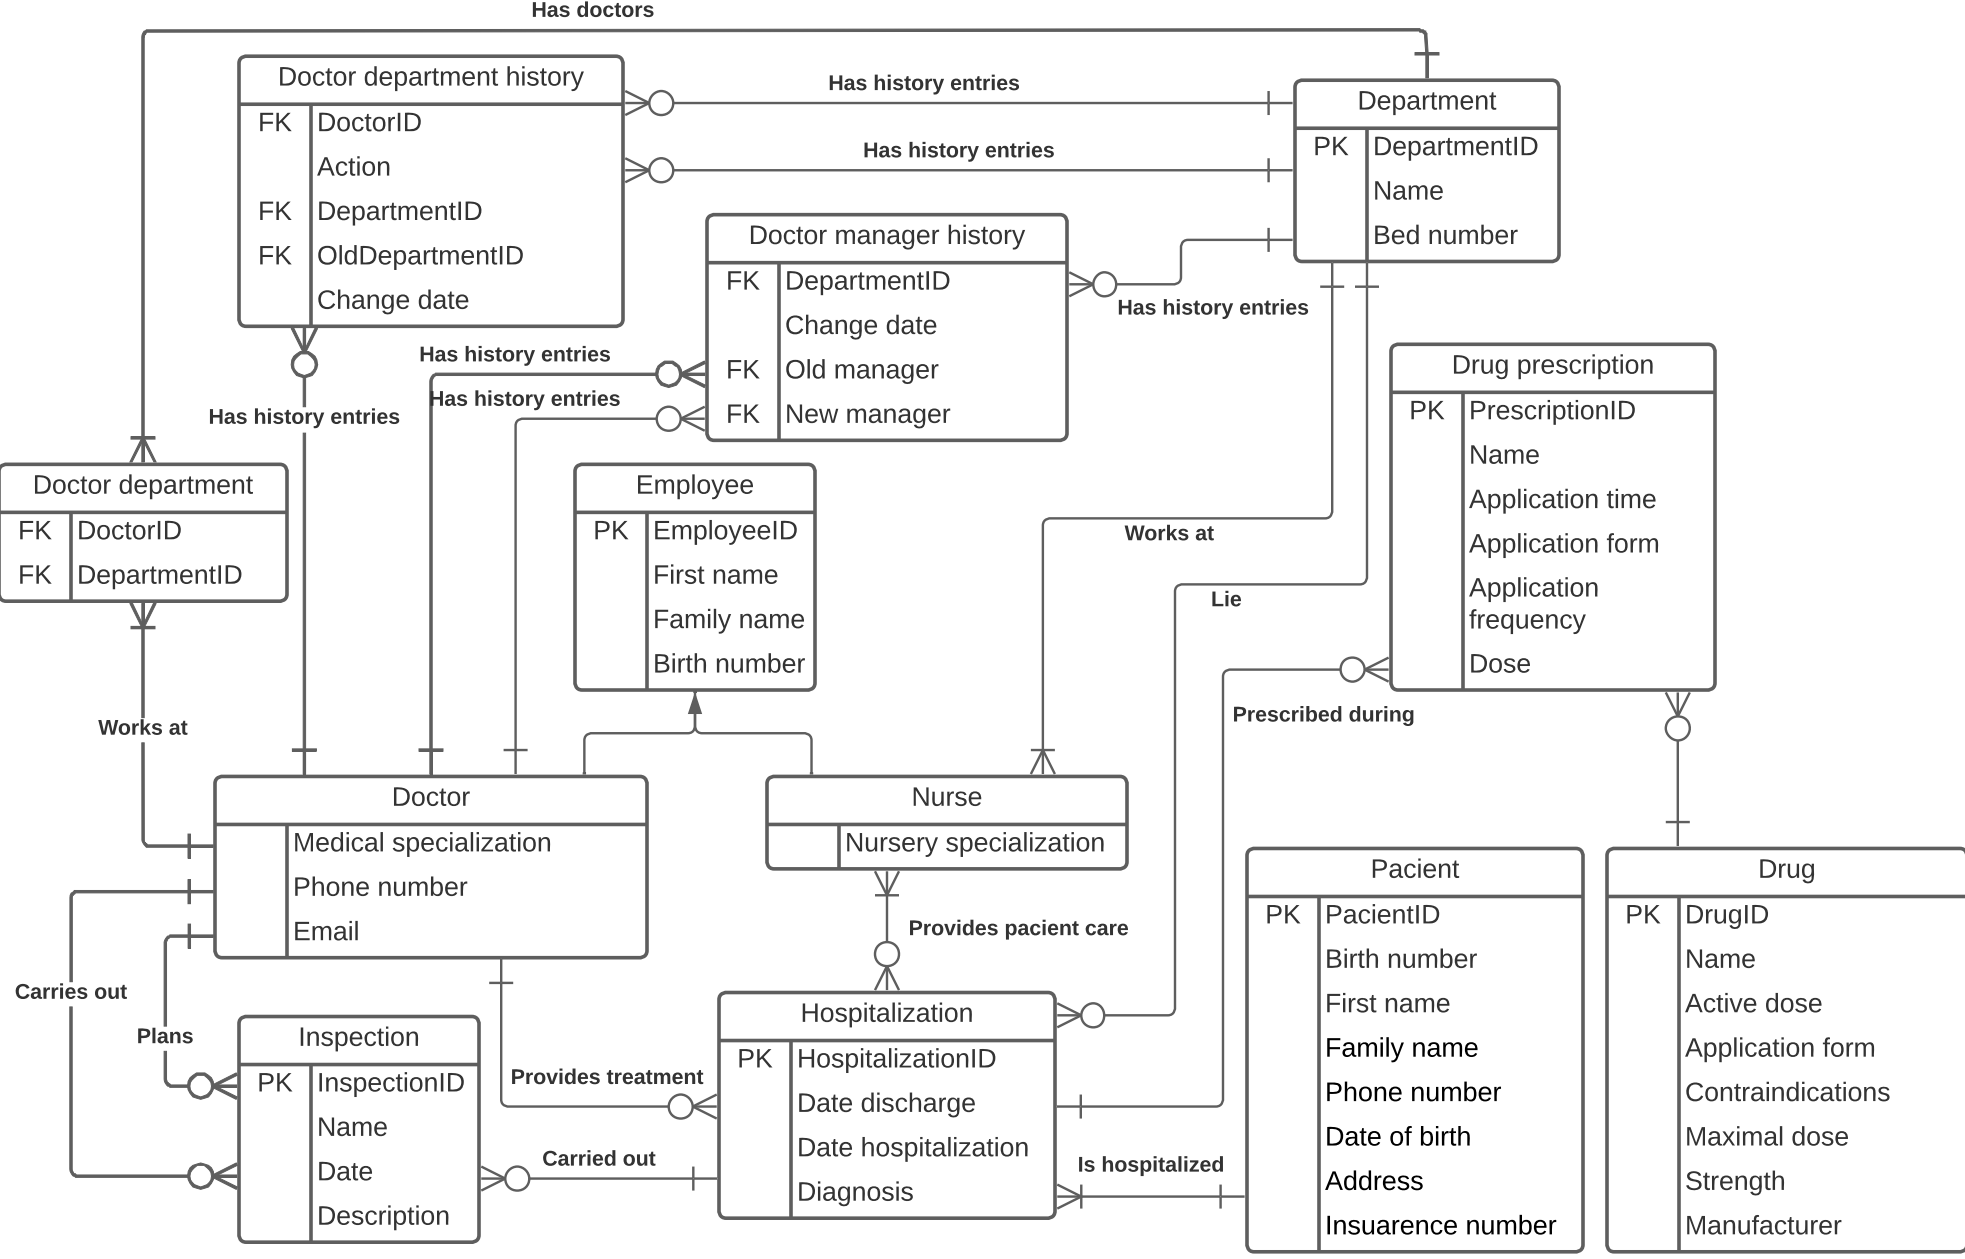 Has doctors
Doctor department history
FK DoctorID
Action
FK DepartmentID
FK OldDepartmentID
Change date
Has history entries
Has history entries
Department
PK DepartmentID
Name
Bed number
Doctor manager history
FK DepartmentID
Change date
FK Old manager
FK New manager
Has history entries
Has history entries
Has history entries
Has history entries
Drug prescription
PK PrescriptionID
Name
Application time
Application form
Application
frequency
Dose
Doctor department
FK DoctorID
FK DepartmentID
Employee
PK EmployeeID
First name
Family name
Birth number
Works at
Lie
Prescribed during
Works at
Doctor
Medical specialization
Phone number
Email
Nurse
Nursery specialization
Provides pacient care
Pacient
PK PacientID
Birth number
First name
Family name
Phone number
Date of birth
Address
Insuarence number
Drug
PK DrugID
Name
Active dose
Application form
Contraindications
Maximal dose
Strength
Manufacturer
Carries out
Plans
Inspection
PK InspectionID
Name
Date
Description
Provides treatment
Carried out
Hospitalization
PK HospitalizationID
Date discharge
Date hospitalization
Diagnosis
Is hospitalized